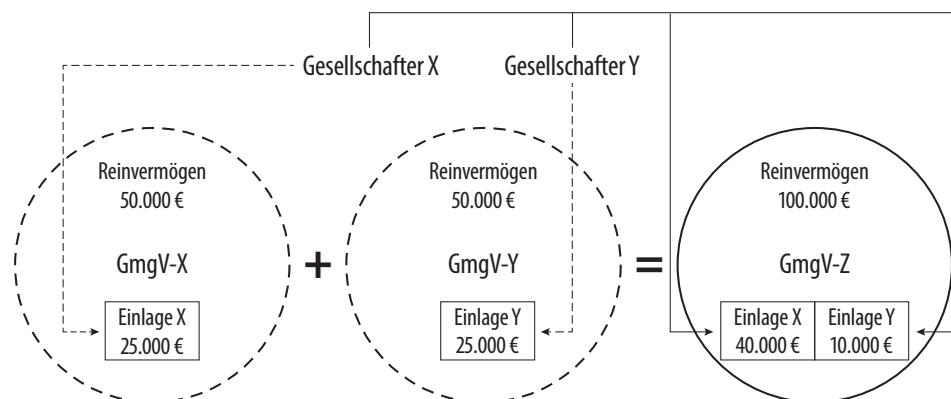 Gesellschafter X
Gesellschafter Y
Reinvermögen
50.000 €
GmgV-X
Einlage X
25.000 €
+
Reinvermögen
50.000 €
GmgV-Y
Einlage Y
25.000 €
=
Reinvermögen
100.000 €
GmgV-Z
Einlage X
40.000 €
Einlage Y
10.000 €